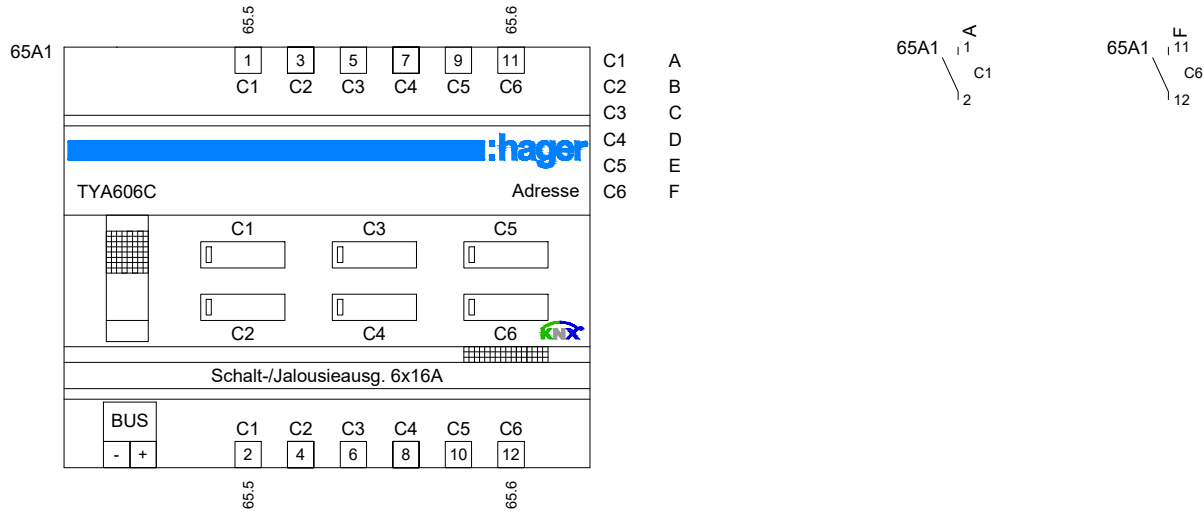 65.5 65.6
65A1
1 3 5 7 9 11
C1 C2 C3 C4 C5 C6
C1 A
C2 B
C3 C
C4 D
C5 E
C6 F
:hager
TYA606C Adresse
C1 C3 C5
C2 C4 C6
KNX
Schalt-/Jalousieausg. 6x16A
BUS
- +
C1 C2 C3 C4 C5 C6
2 4 6 8 10 12
65.5 65.6
A
65A1 1
C1
2
F
65A1 11
C6
12